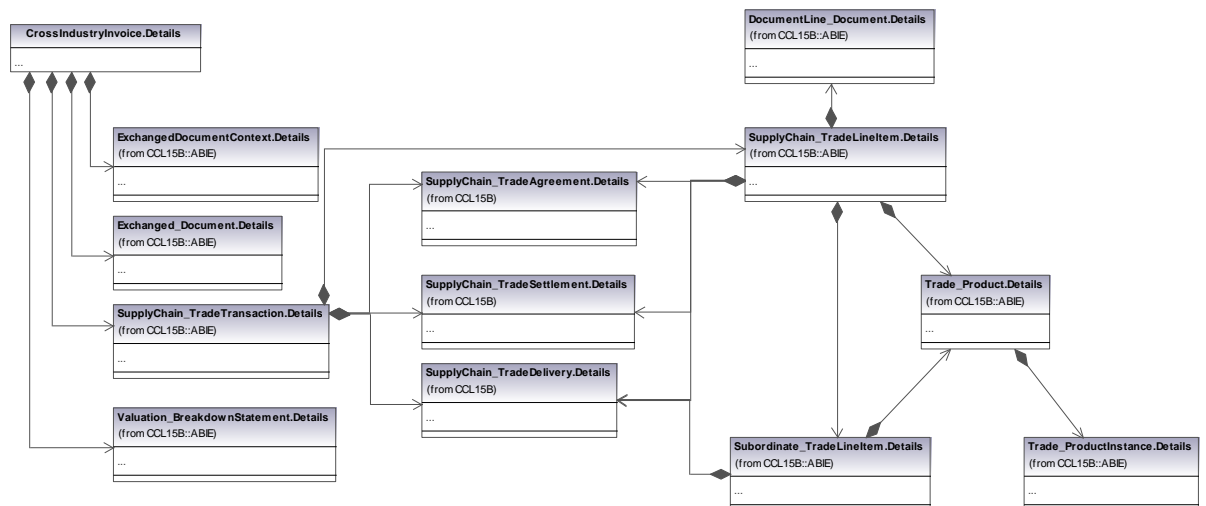 CrossIndustryInvoice.Details
...
DocumentLine_Document.Details
(from CCL15B::ABIE)
...
ExchangedDocumentContext.Details
(from CCL15B::ABIE)
...
SupplyChain_TradeLineItem.Details
(from CCL15B::ABIE)
...
SupplyChain_TradeAgreement.Details
(from CCL15B)
...
Exchanged_Document.Details
(from CCL15B::ABIE)
...
SupplyChain_TradeSettlement.Details
(from CCL15B)
...
Trade_Product.Details
(from CCL15B::ABIE)
...
SupplyChain_TradeTransaction.Details
(from CCL15B::ABIE)
...
SupplyChain_TradeDelivery.Details
(from CCL15B)
...
Valuation_BreakdownStatement.Details
(from CCL15B::ABIE)
...
Subordinate_TradeLineItem.Details
(from CCL15B::ABIE)
...
Trade_ProductInstance.Details
(from CCL15B::ABIE)
...